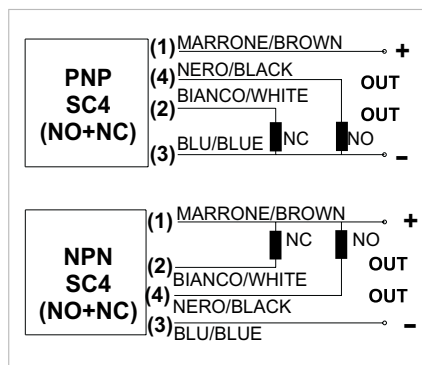 (1) MARRONE/BROWN +
PNP
SC4
(NO+NC)
(4) NERO/BLACK OUT
(2) BIANCO/WHITE OUT
NC NO
(3) BLU/BLUE -
(1) MARRONE/BROWN +
NPN
SC4
(NO+NC)
NC NO
(2) BIANCO/WHITE OUT
(4) NERO/BLACK OUT
(3) BLU/BLUE -